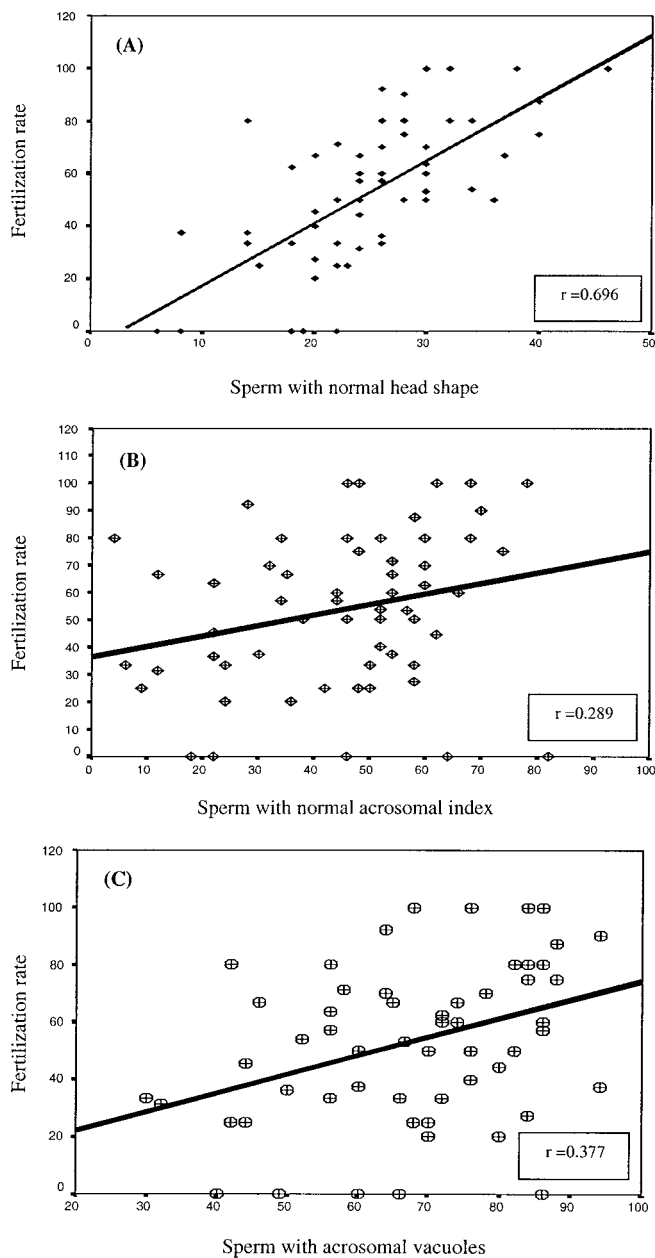 (A)
Fertilization rate
120
100
80
60
40
20
0
0 10 20 30 40 50
r =0.696
Sperm with normal head shape
(B)
Fertilization rate
120
110
100
90
80
70
60
50
40
30
20
10
0
0 10 20 30 40 50 60 70 80 90 100
r =0.289
Sperm with normal acrosomal index
(C)
Fertilization rate
120
100
80
60
40
20
0
20 30 40 50 60 70 80 90 100
r=0.377
Sperm with acrosomal vacuoles